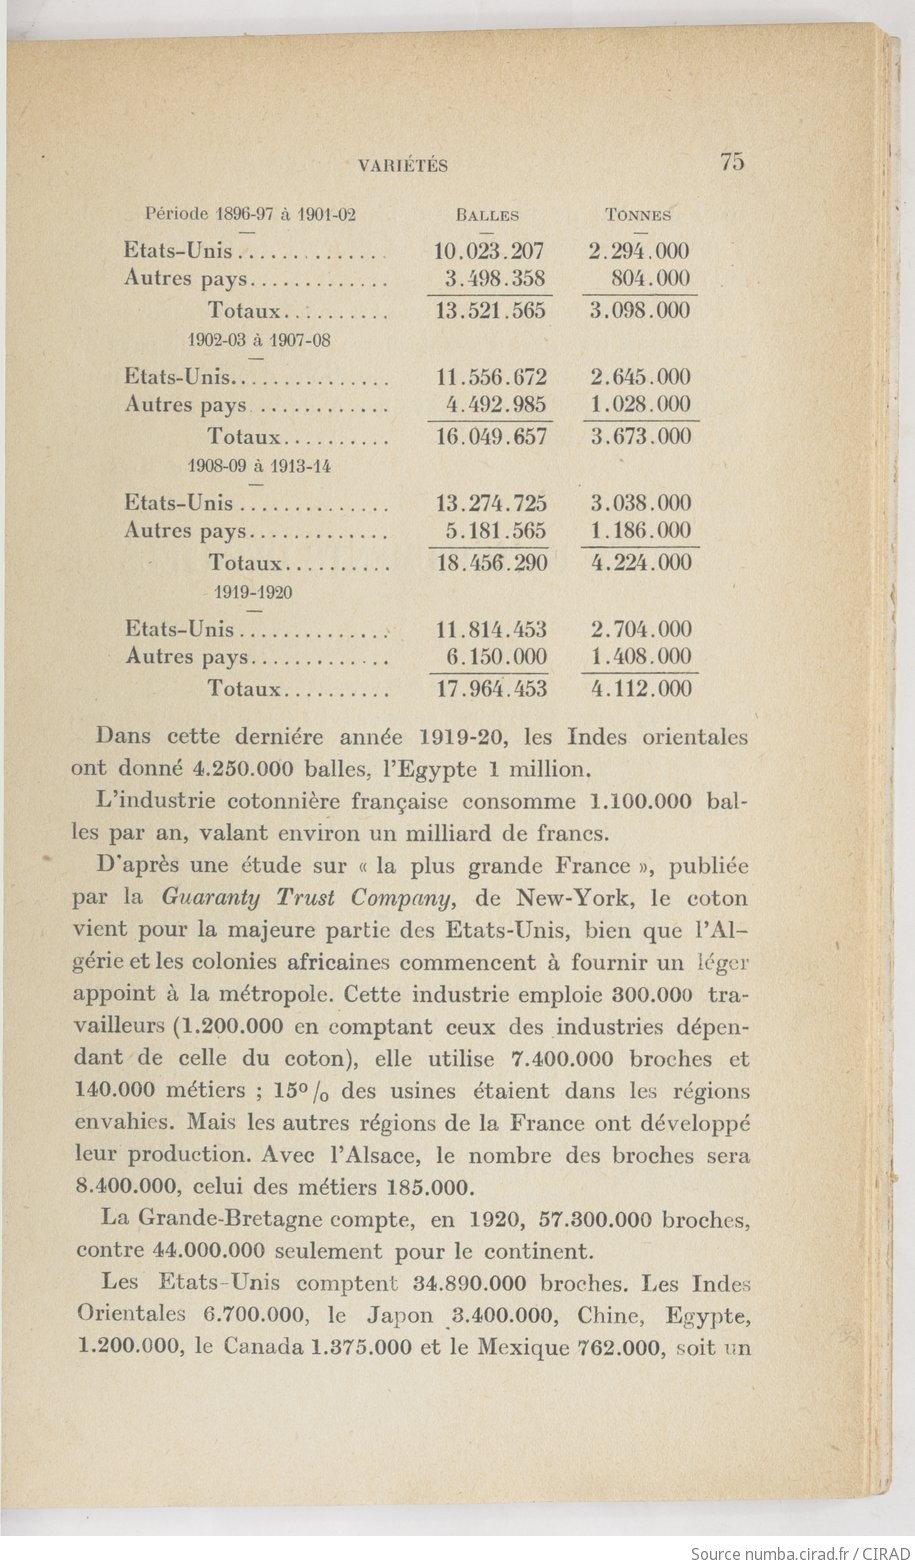 VARIÉTÉS 75
Période 1896-97 à 1901-02 BALLES TONNES
Etats-Unis .............. 10.023.207 2.294.000
Autres pays............. 3.498.358 804.000
Totaux.......... 13.521.565 3.098.000
1902-03 à 1907-08
Etats-Unis............... 11.556.672 2.645.000
Autres pays ............ 4.492.985 1.028.000
Totaux.......... 16.049.657 3.673.000
1908-09 à 1913-14
Etats-Unis .............. 13.274.725 3.038.000
Autres pays............. 5.181.565 1.186.000
Totaux.......... 18.456.290 4.224.000
1919-1920
Etats-Unis .............. 11.814.453 2.704.000
Autres pays............. 6.150.000 1.408.000
Totaux.......... 17.964.453 4.112.000
Dans cette derniére année 1919-20, les Indes orientales
ont donné 4.250.000 balles, l'Egypte 1 million.
L'industrie cotonnière française consomme 1.100.000 bal-
les par an, valant environ un milliard de francs.
D'après une étude sur « la plus grande France », publiée
par la Guaranty Trust Company, de New-York, le coton
vient pour la majeure partie des Etats-Unis, bien que l'Al-
gérie et les colonies africaines commencent à fournir un léger
appoint à la métropole. Cette industrie emploie 300.000 tra-
vailleurs (1.200.000 en comptant ceux des industries dépen-
dant de celle du coton), elle utilise 7.400.000 broches et
140.000 métiers ; 15% des usines étaient dans les régions
envahies. Mais les autres régions de la France ont développé
leur production. Avec l'Alsace, le nombre des broches sera
8.400.000, celui des métiers 185.000.
La Grande-Bretagne compte, en 1920, 57.300.000 broches,
contre 44.000.000 seulement pour le continent.
Les Etats-Unis comptent 34.890.000 broches. Les Indes
Orientales 6.700.000, le Japon 3.400.000, Chine, Egypte,
1.200.000, le Canada 1.375.000 et le Mexique 762.000, soit un
Source numba.cirad.fr / CIRAD